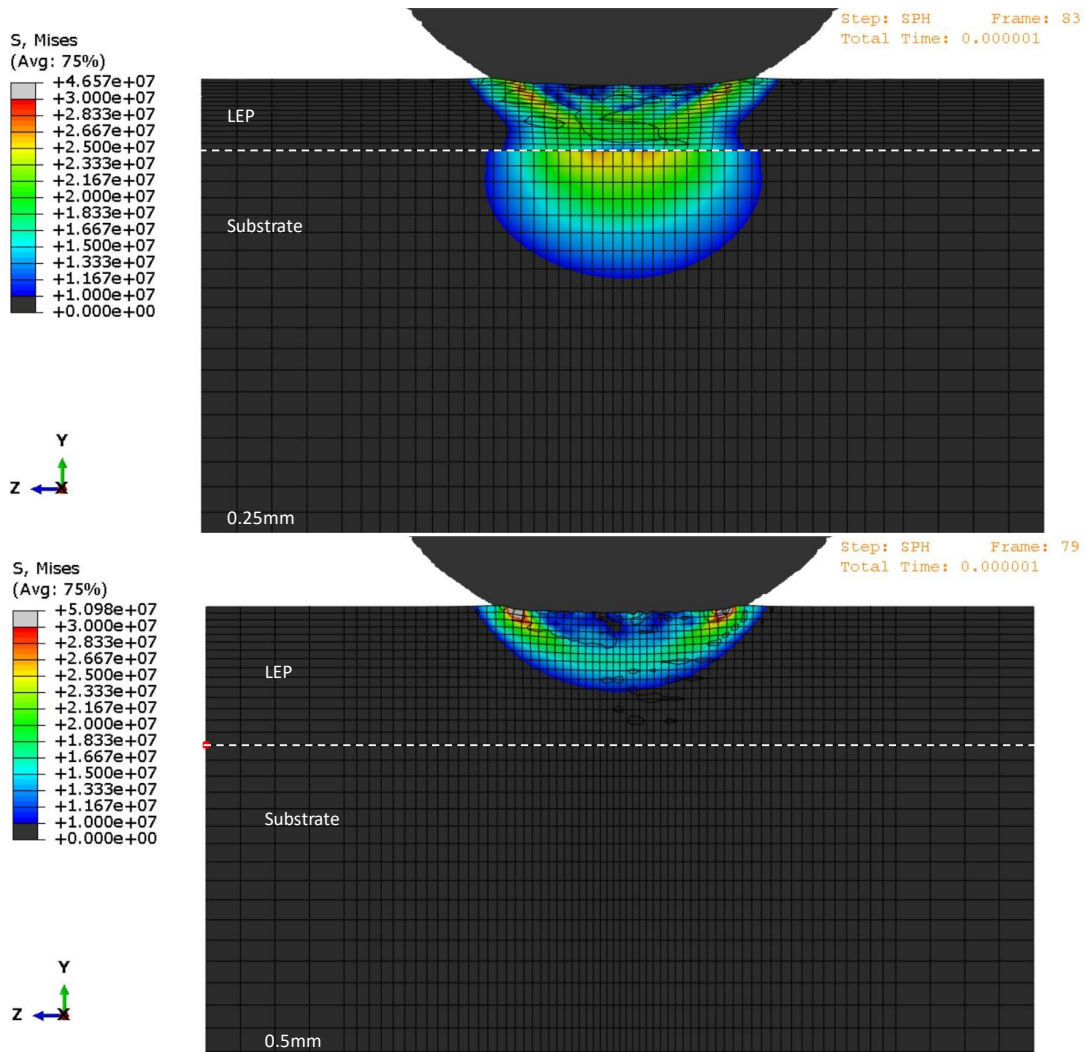 Step: SPH Frame: 83
Total Time: 0.000001
S, Mises
(Avg: 75%)
+4.657e+07
+3.000e+07
+2.833e+07
+2.667e+07
+2.500e+07
+2.333e+07
+2.167e+07
+2.000e+07
+1.833e+07
+1.667e+07
+1.500e+07
+1.333e+07
+1.167e+07
+1.000e+07
+0.000e+00
LEP
Substrate
Y
Z X
0.25mm
Step: SPH Frame: 79
Total Time: 0.000001
S, Mises
(Avg: 75%)
+5.098e+07
+3.000e+07
+2.833e+07
+2.667e+07
+2.500e+07
+2.333e+07
+2.167e+07
+2.000e+07
+1.833e+07
+1.667e+07
+1.500e+07
+1.333e+07
+1.167e+07
+1.000e+07
+0.000e+00
LEP
Substrate
Y
Z X
0.5mm